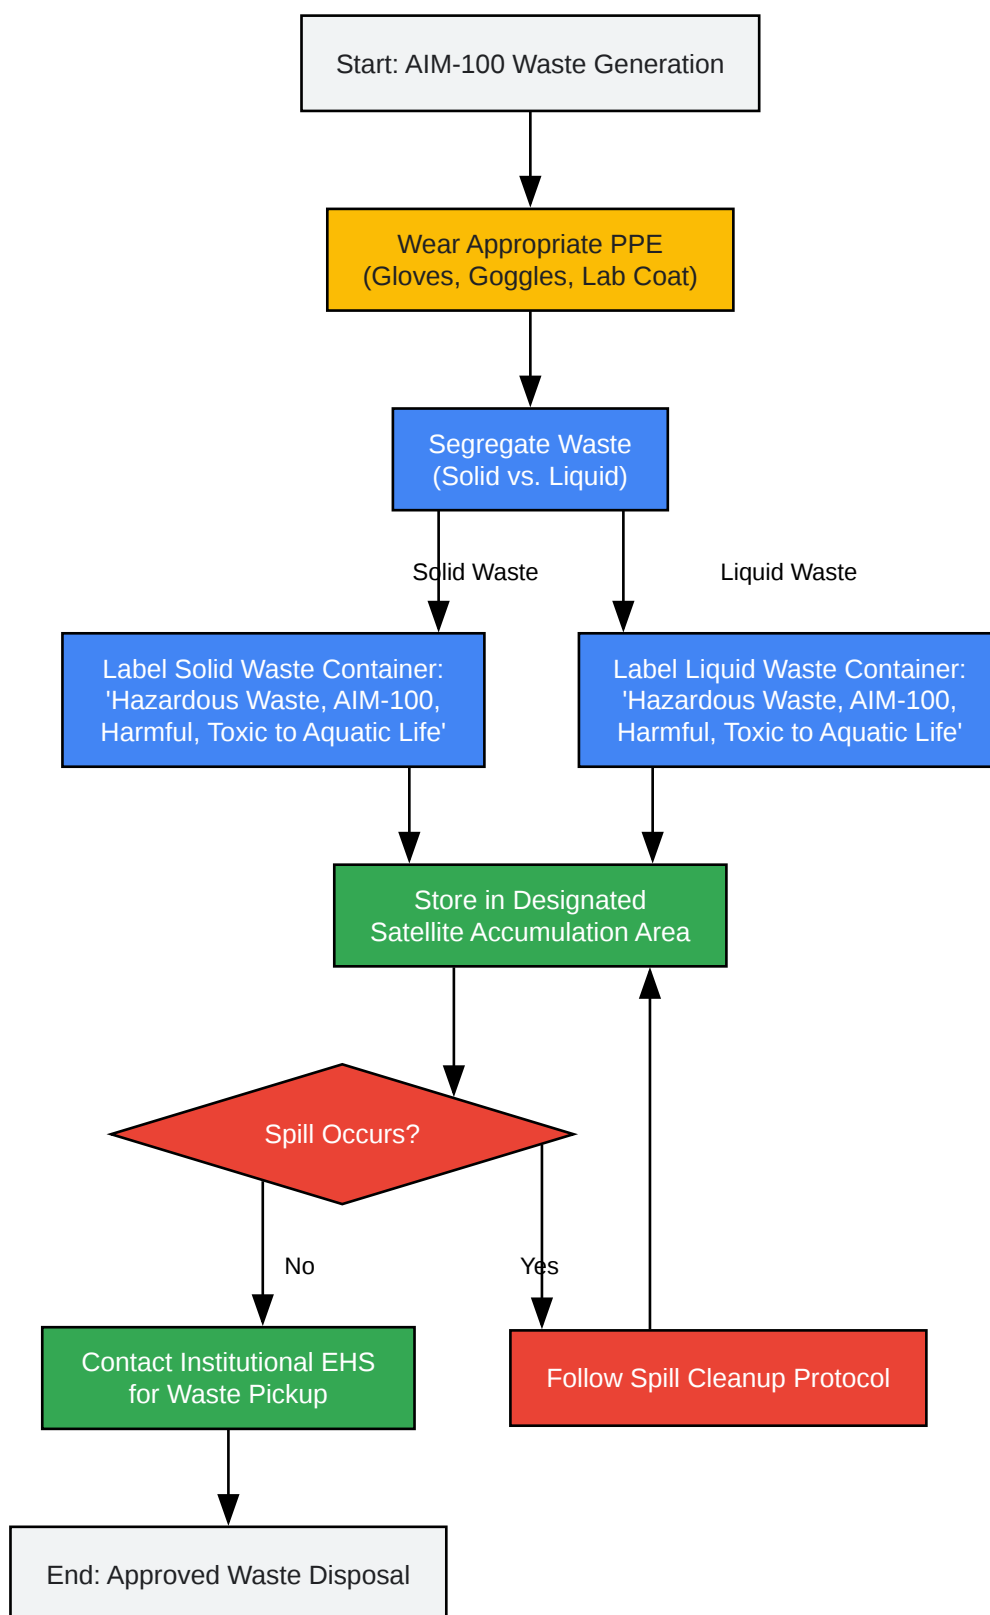 Start: AIM-100 Waste Generation
Wear Appropriate PPE
(Gloves, Goggles, Lab Coat)
Segregate Waste
(Solid vs. Liquid)
Solid Waste
Liquid Waste
Label Solid Waste Container:
'Hazardous Waste, AIM-100,
Harmful, Toxic to Aquatic Life'
Label Liquid Waste Container:
'Hazardous Waste, AIM-100,
Harmful, Toxic to Aquatic Life'
Store in Designated
Satellite Accumulation Area
Spill Occurs?
No
Yes
Contact Institutional EHS
for Waste Pickup
Follow Spill Cleanup Protocol
End: Approved Waste Disposal